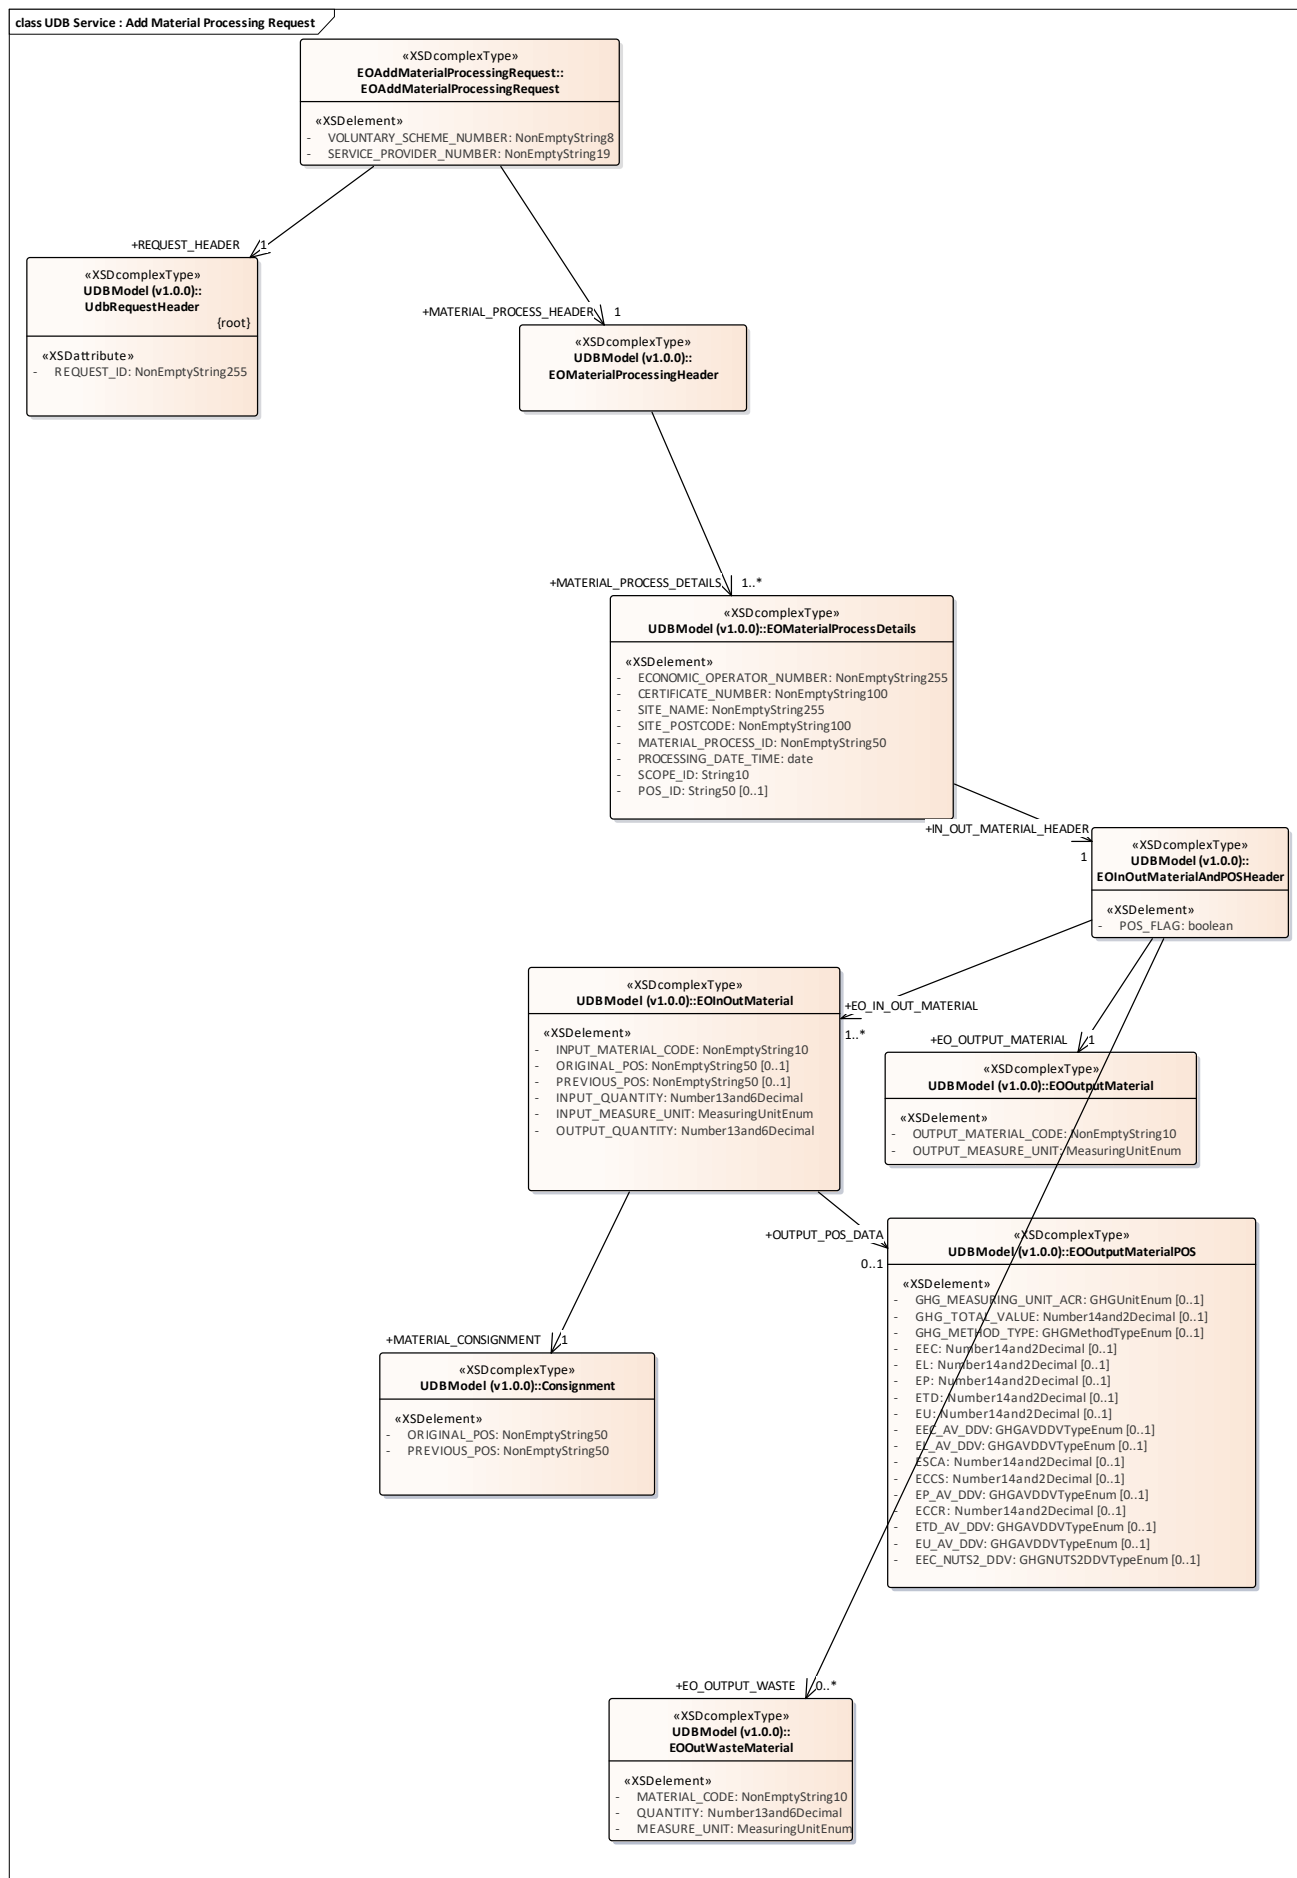 class UDB Service : Add Material Processing Request
«XSDcomplexType»
EOAddMaterialProcessingRequest::
EOAddMaterialProcessingRequest
«XSDelement»
- VOLUNTARY_SCHEME_NUMBER: NonEmptyString8
- SERVICE_PROVIDER_NUMBER: NonEmptyString19
+REQUEST_HEADER 1
«XSDcomplexType»
UDBModel (v1.0.0)::
UdbRequestHeader
{root}
«XSDattribute»
- REQUEST_ID: NonEmptyString255
+MATERIAL_PROCESS_HEADER 1
«XSDcomplexType»
UDBModel (v1.0.0)::
EOMaterialProcessingHeader
+MATERIAL_PROCESS_DETAILS 1..*
«XSDcomplexType»
UDBModel (v1.0.0)::EOMaterialProcessDetails
«XSDelement»
- ECONOMIC_OPERATOR_NUMBER: NonEmptyString255
- CERTIFICATE_NUMBER: NonEmptyString100
- SITE_NAME: NonEmptyString255
- SITE_POSTCODE: NonEmptyString100
- MATERIAL_PROCESS_ID: NonEmptyString50
- PROCESSING_DATE_TIME: date
- SCOPE_ID: String10
- POS_ID: String50 [0..1]
+IN_OUT_MATERIAL_HEADER
1
«XSDcomplexType»
UDBModel (v1.0.0)::
EOInOutMaterialAndPOSHeader
«XSDelement»
- POS_FLAG: boolean
+EO_IN_OUT_MATERIAL
1..*
«XSDcomplexType»
UDBModel (v1.0.0)::EOInOutMaterial
«XSDelement»
- INPUT_MATERIAL_CODE: NonEmptyString10
- ORIGINAL_POS: NonEmptyString50 [0..1]
- PREVIOUS_POS: NonEmptyString50 [0..1]
- INPUT_QUANTITY: Number13and6Decimal
- INPUT_MEASURE_UNIT: MeasuringUnitEnum
- OUTPUT_QUANTITY: Number13and6Decimal
+EO_OUTPUT_MATERIAL 1
«XSDcomplexType»
UDBModel (v1.0.0)::EOOutputMaterial
«XSDelement»
- OUTPUT_MATERIAL_CODE: NonEmptyString10
- OUTPUT_MEASURE_UNIT: MeasuringUnitEnum
+OUTPUT_POS_DATA
0..1
«XSDcomplexType»
UDBModel (v1.0.0)::EOOutputMaterialPOS
«XSDelement»
- GHG_MEASURING_UNIT_ACR: GHGUnitEnum [0..1]
- GHG_TOTAL_VALUE: Number14and2Decimal [0..1]
- GHG_METHOD_TYPE: GHGMethodTypeEnum [0..1]
- EEC: Number14and2Decimal [0..1]
- EL: Number14and2Decimal [0..1]
- EP: Number14and2Decimal [0..1]
- ETD: Number14and2Decimal [0..1]
- EU: Number14and2Decimal [0..1]
- EEC_AV_DDV: GHGAVDDVTypeEnum [0..1]
- EL_AV_DDV: GHGAVDDVTypeEnum [0..1]
- ESCA: Number14and2Decimal [0..1]
- ECCS: Number14and2Decimal [0..1]
- EP_AV_DDV: GHGAVDDVTypeEnum [0..1]
- ECCR: Number14and2Decimal [0..1]
- ETD_AV_DDV: GHGAVDDVTypeEnum [0..1]
- EU_AV_DDV: GHGAVDDVTypeEnum [0..1]
- EEC_NUTS2_DDV: GHGNUTS2DDVTypeEnum [0..1]
+MATERIAL_CONSIGNMENT 1
«XSDcomplexType»
UDBModel (v1.0.0)::Consignment
«XSDelement»
- ORIGINAL_POS: NonEmptyString50
- PREVIOUS_POS: NonEmptyString50
+EO_OUTPUT_WASTE 0..*
«XSDcomplexType»
UDBModel (v1.0.0)::
EOOutWasteMaterial
«XSDelement»
- MATERIAL_CODE: NonEmptyString10
- QUANTITY: Number13and6Decimal
- MEASURE_UNIT: MeasuringUnitEnum